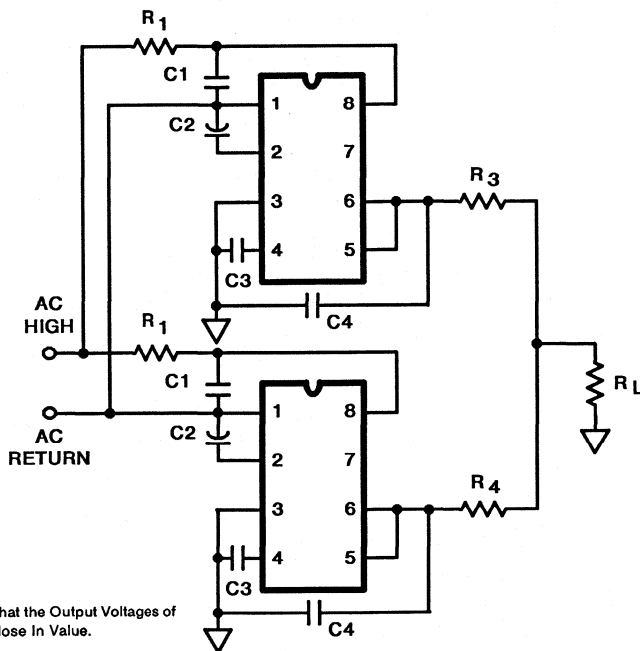 R1
C1
1
8
C2
2
7
R3
3
6
4
5
C3
AC
HIGH
C4
R1
C1
RL
1
8
C2
AC
RETURN
2
7
R4
3
6
4
5
C3
hat the Output Voltages of
C4
lose In Value.